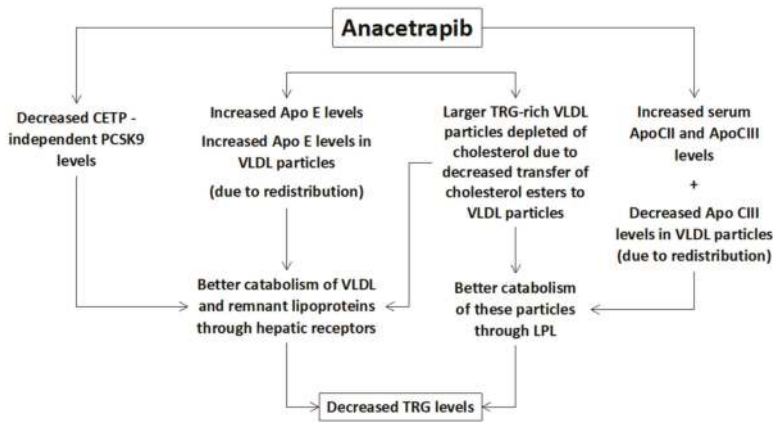 Anacetrapib
Decreased CETP -
independent PCSK9
levels
Increased Apo E levels
Increased Apo E levels in
VLDL particles
(due to redistribution)
Larger TRG-rich VLDL
particles depleted of
cholesterol due to
decreased transfer of
cholesterol esters to
VLDL particles
Increased serum
ApoCII and ApoCIII
levels
+
Decreased Apo CIII
levels in VLDL particles
(due to redistribution)
Better catabolism of VLDL
and remnant lipoproteins
through hepatic receptors
Better catabolism
of these particles
through LPL
Decreased TRG levels